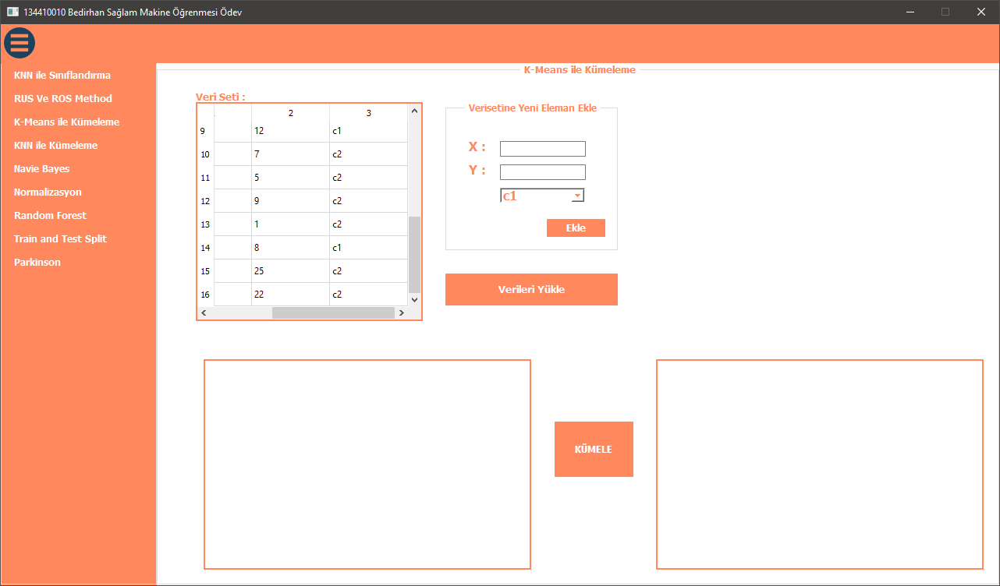 134410010 Bedirhan Sağlam Makine Öğrenmesi Ödev
KNN ile Sınıflandırma
RUS Ve ROS Method
K-Means ile Kümeleme
KNN ile Kümeleme
Navie Bayes
Normalizasyon
Random Forest
Train and Test Split
Parkinson
K-Means ile Kümeleme
Veri Seti :
2 3
9 12 c1
10 7 c2
11 5 c2
12 9 c2
13 1 c2
14 8 c1
15 25 c2
16 22 c2
Verisetine Yeni Eleman Ekle
X :
Y :
c1
Ekle
Verileri Yükle
KÜMELE